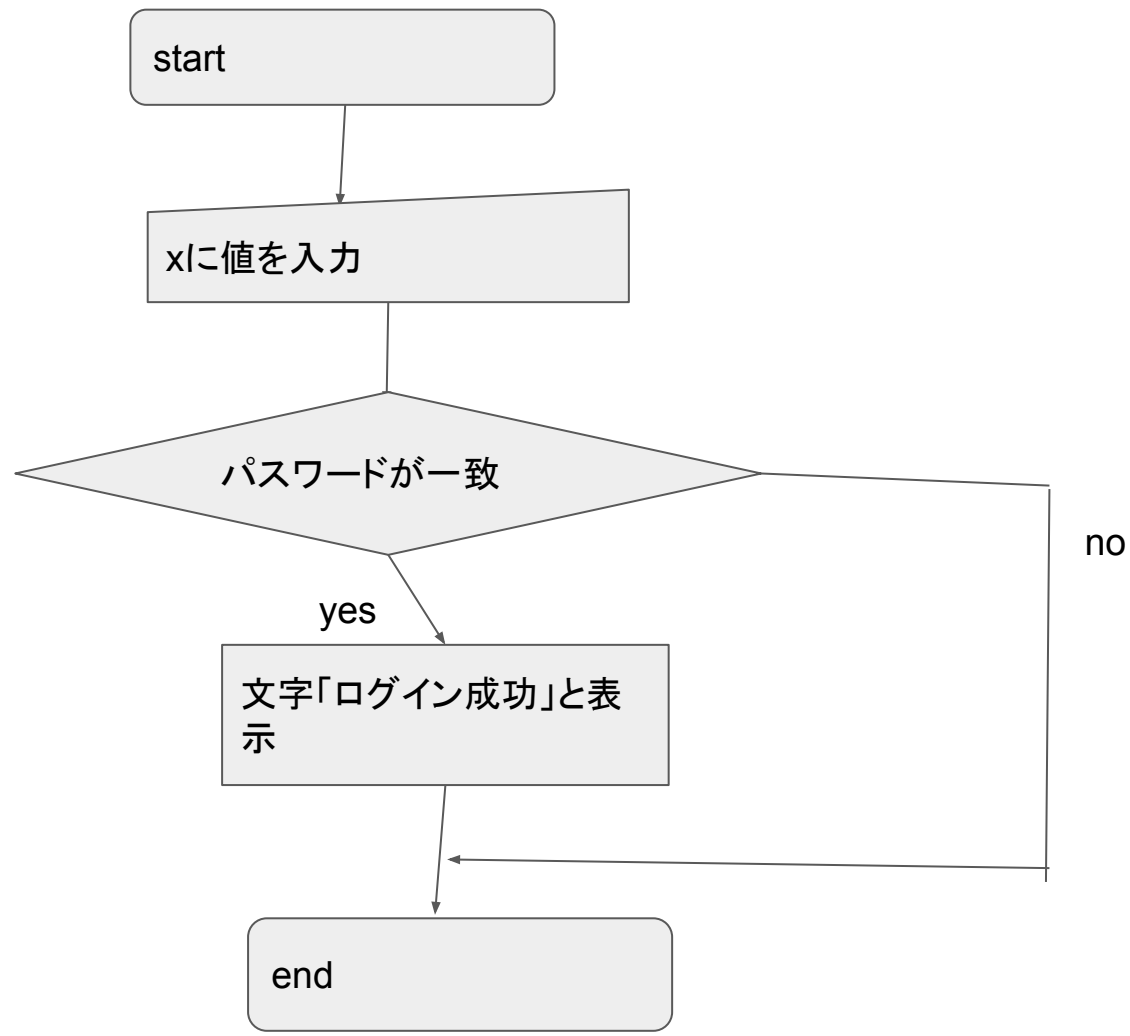 start
xに値を入力
パスワードが一致
no
yes
文字「ログイン成功」と表
示
end